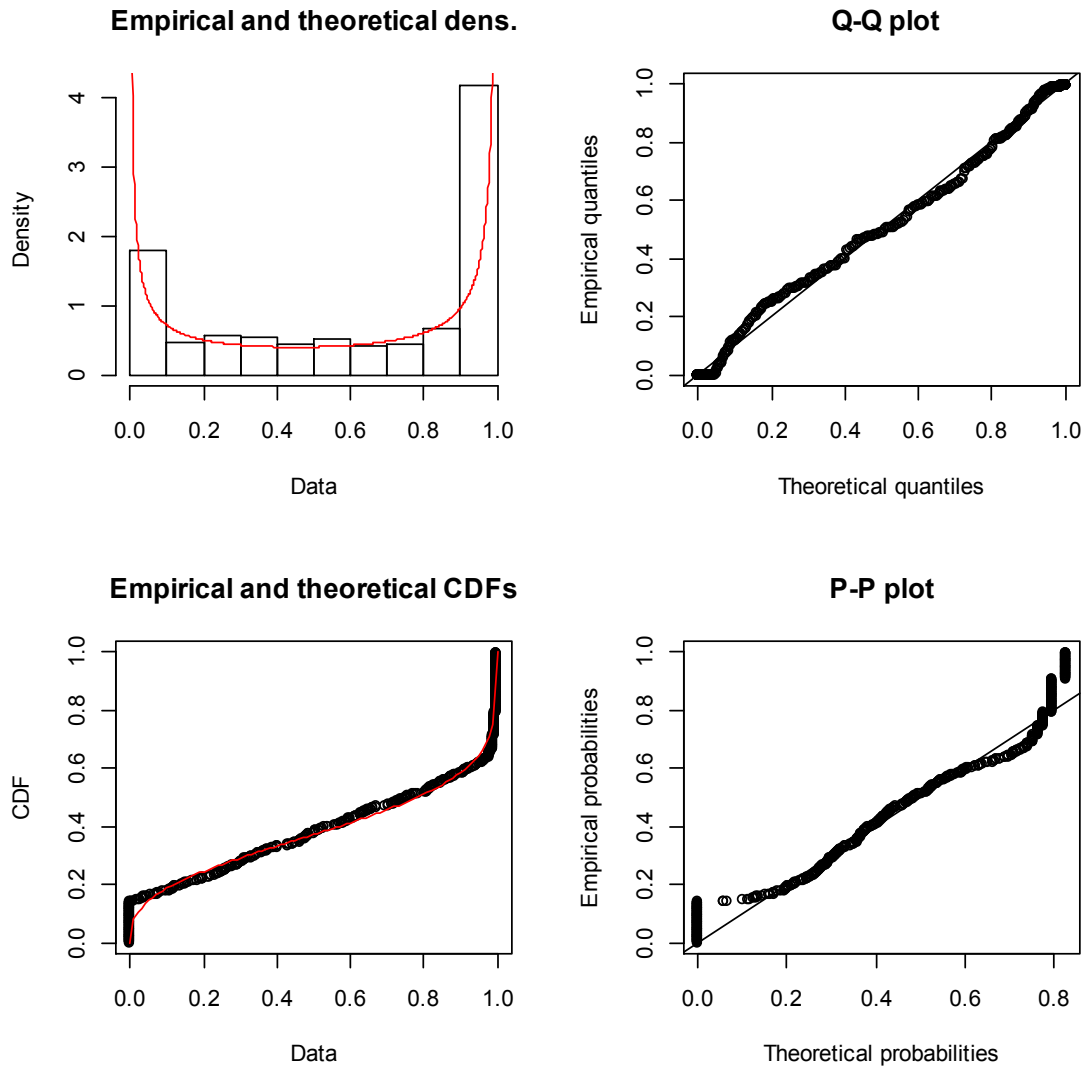 Empirical and theoretical dens.
Density
0 1 2 3 4
0.0 0.2 0.4 0.6 0.8 1.0
Data
Q-Q plot
Empirical quantiles
0.0 0.2 0.4 0.6 0.8 1.0
0.0 0.2 0.4 0.6 0.8 1.0
Theoretical quantiles
Empirical and theoretical CDFs
CDF
0.0 0.2 0.4 0.6 0.8 1.0
0.0 0.2 0.4 0.6 0.8 1.0
Data
P-P plot
Empirical probabilities
0.0 0.2 0.4 0.6 0.8 1.0
0.0 0.2 0.4 0.6 0.8
Theoretical probabilities